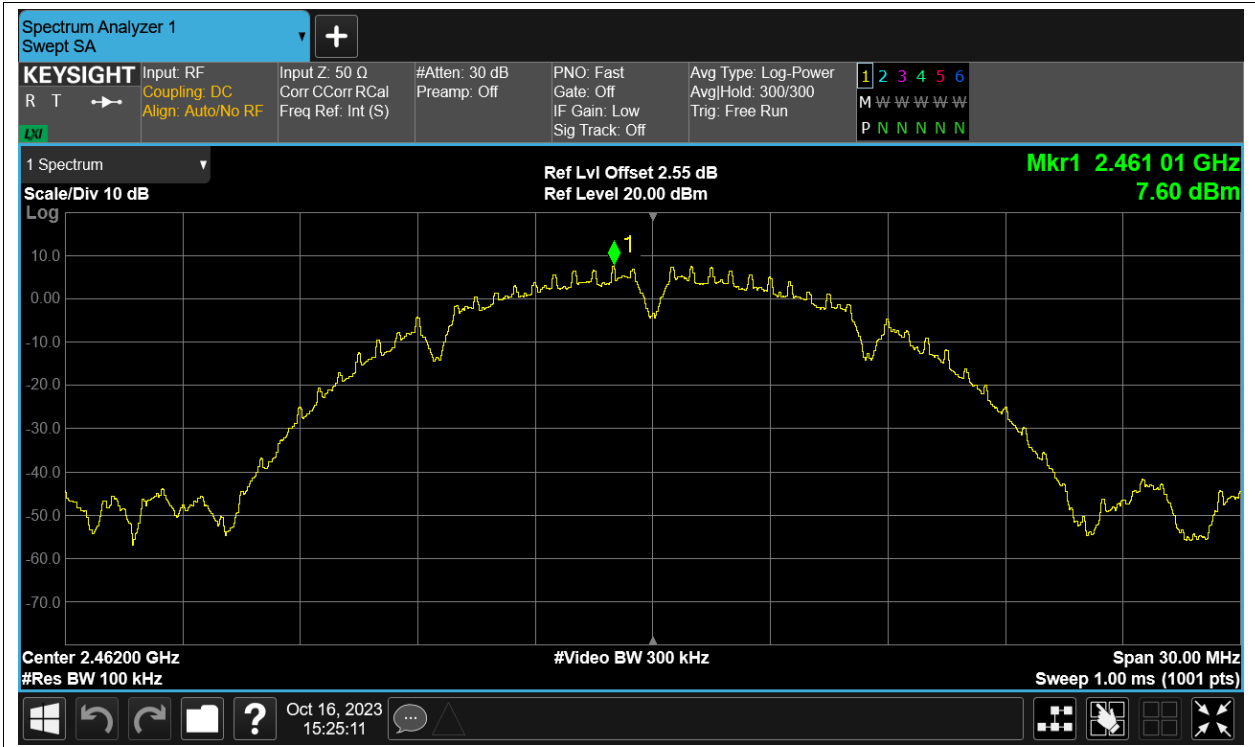 Spectrum Analyzer 1
Swept SA
+
KEYSIGHT
R T
LXI
Input: RF
Coupling: DC
Align: Auto/No RF
Input Z: 50 Ω
Corr CCorr RCal
Freq Ref: Int (S)
#Atten: 30 dB
Preamp: Off
PNO: Fast
Gate: Off
IF Gain: Low
Sig Track: Off
Avg Type: Log-Power
Avg|Hold: 300/300
Trig: Free Run
1 2 3 4 5 6
M W W W W W
P N N N N N
1 Spectrum
Scale/Div 10 dB
Log
Ref Lvl Offset 2.55 dB
Ref Level 20.00 dBm
Mkr1 2.461 01 GHz
7.60 dBm
1
10.0
0.00
-10.0
-20.0
-30.0
-40.0
-50.0
-60.0
-70.0
Center 2.46200 GHz
#Res BW 100 kHz
#Video BW 300 kHz
Span 30.00 MHz
Sweep 1.00 ms (1001 pts)
?
Oct 16, 2023
15:25:11